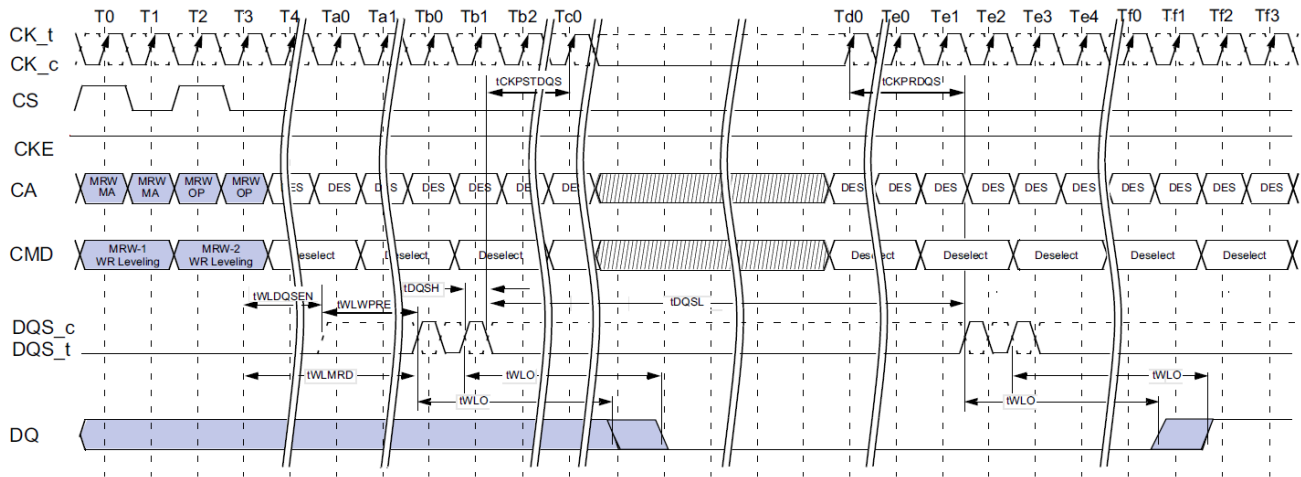 T0 T1 T2 T3 T4 Ta0 Ta1 Tb0 Tb1 Tb2 Tc0 Td0 Te0 Te1 Te2 Te3 Te4 Tf0 Tf1 Tf2 Tf3
CK_t
CK_c
tCKPSTDQS tCKPRDQS
CS
CKE
CA
MRW MRW MRW MRW
MA MA OP OP
ES DES DES DES DES DES DES DES DES DES DES DES DES DES DES DES DES
CMD
MRW-1 MRW-2
WR Leveling WR Leveling
eselect Deselect Deselect Deselect Deselect Deselect Deselect Deselect
tDQSH
tWLDQSEN tWLWPRE tDQSL
DQS_c
DQS_t
tWLMRD tWLO tWLO
tWLO tWLO
DQ